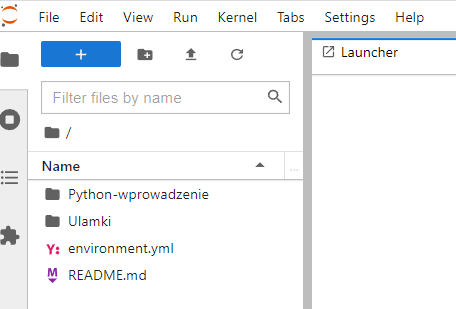 File Edit View Run Kernel Tabs Settings Help
+
Launcher
Filter files by name
/
Name ...
Python-wprowadzenie
Ulamki
Y: environment.yml
M README.md